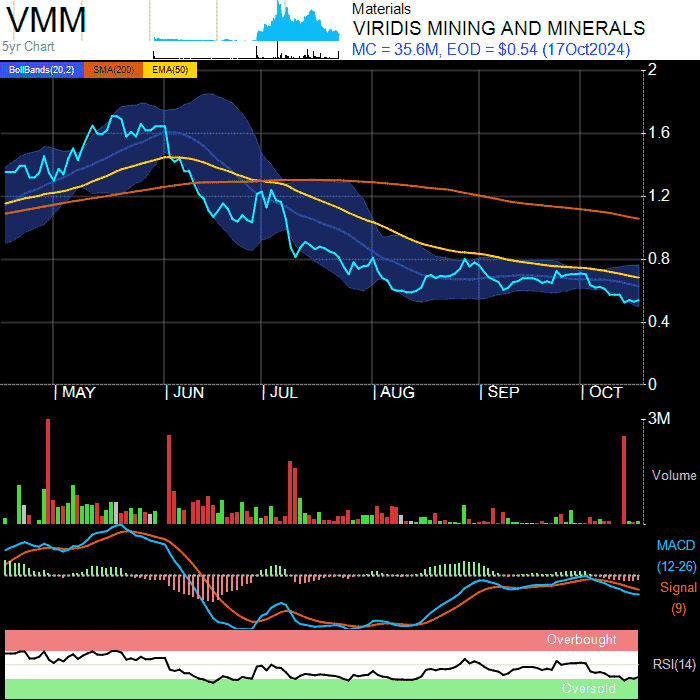 VMM
5yr Chart
Materials
VIRIDIS MINING AND MINERALS
MC = 35.6M, EOD = $0.54 (17Oct2024)
BollBands(20,2) SMA(200) EMA(50)
2
1.6
1.2
0.8
0.4
0
MAY JUN JUL AUG SEP OCT
3M
Volume
MACD
(12-26)
Signal
(9)
Overbought
RSI(14)
Oversold